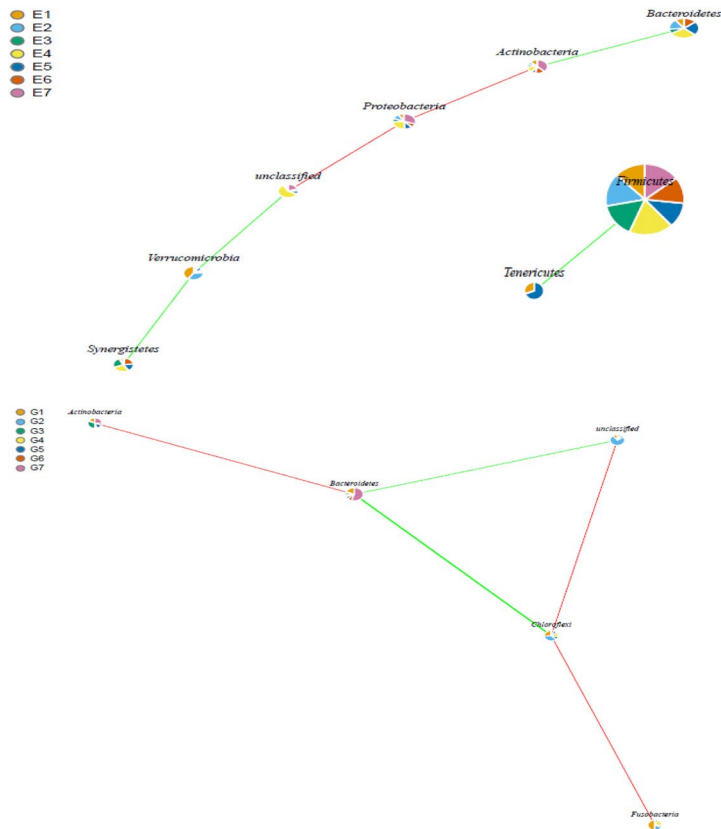 E1
E2
E3
E4
E5
E6
E7
Bacteroidetes
Actinobacteria
Proteobacteria
unclassified
Firmicutes
Verrucomicrobia
Tenericutes
Synergistetes
G1
G2
G3
G4
G5
G6
G7
Actinobacteria
unclassified
Bacteroidetes
Chloroflexi
Fusobacteria